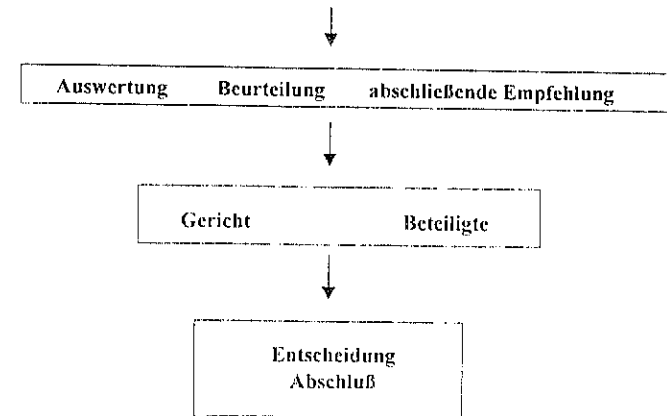 Auswertung Beurteilung abschließende Empfehlung
Gericht Beteiligte
Entscheidung
Abschluß